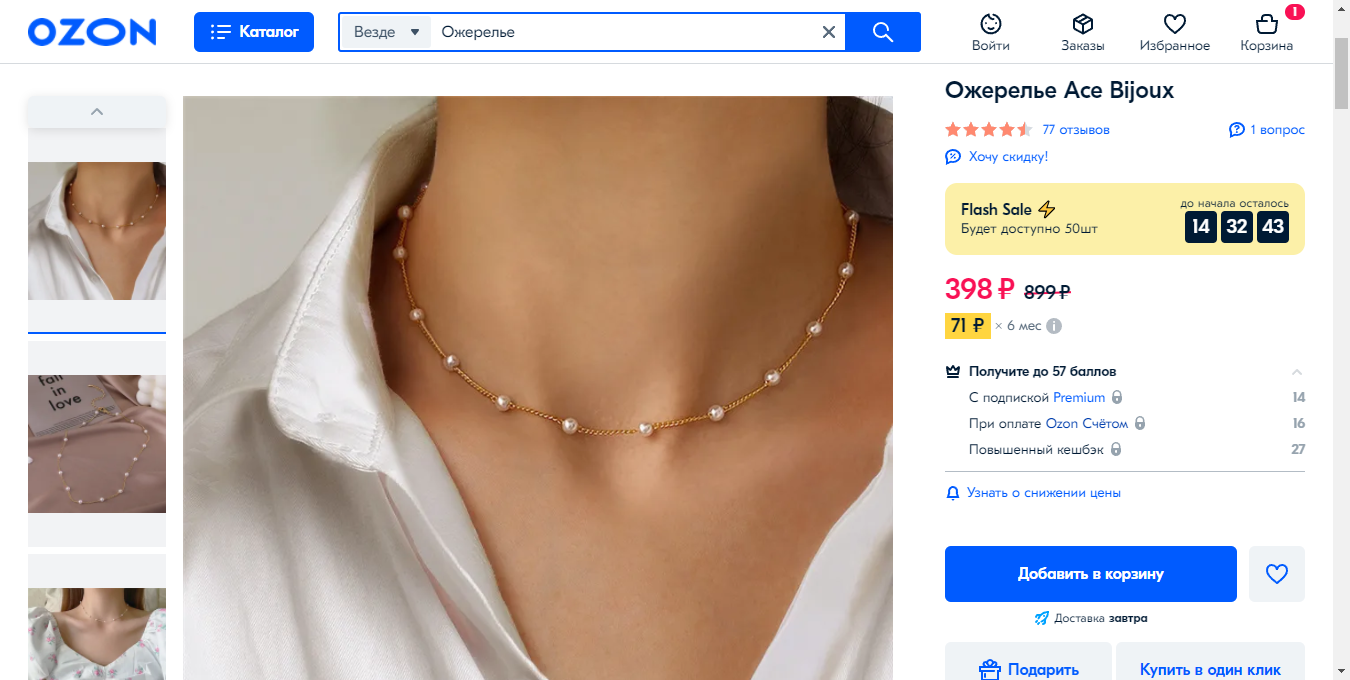 OZON
Каталог
Везде
Ожерелье
Войти
Заказы
Избранное
1
Корзина
Ожерелье Ace Bijoux
77 отзывов
1 вопрос
Хочу скидку!
Flash Sale
Будет доступно 50шт
до начала осталось
14 32 43
398 ₽ 899 ₽
71 ₽ × 6 мес
Получите до 57 баллов
С подпиской Premium 14
При оплате Ozon Счётом 16
Повышенный кешбэк 27
Узнать о снижении цены
Добавить в корзину
Доставка завтра
Подарить
Купить в один клик
fall
in
love